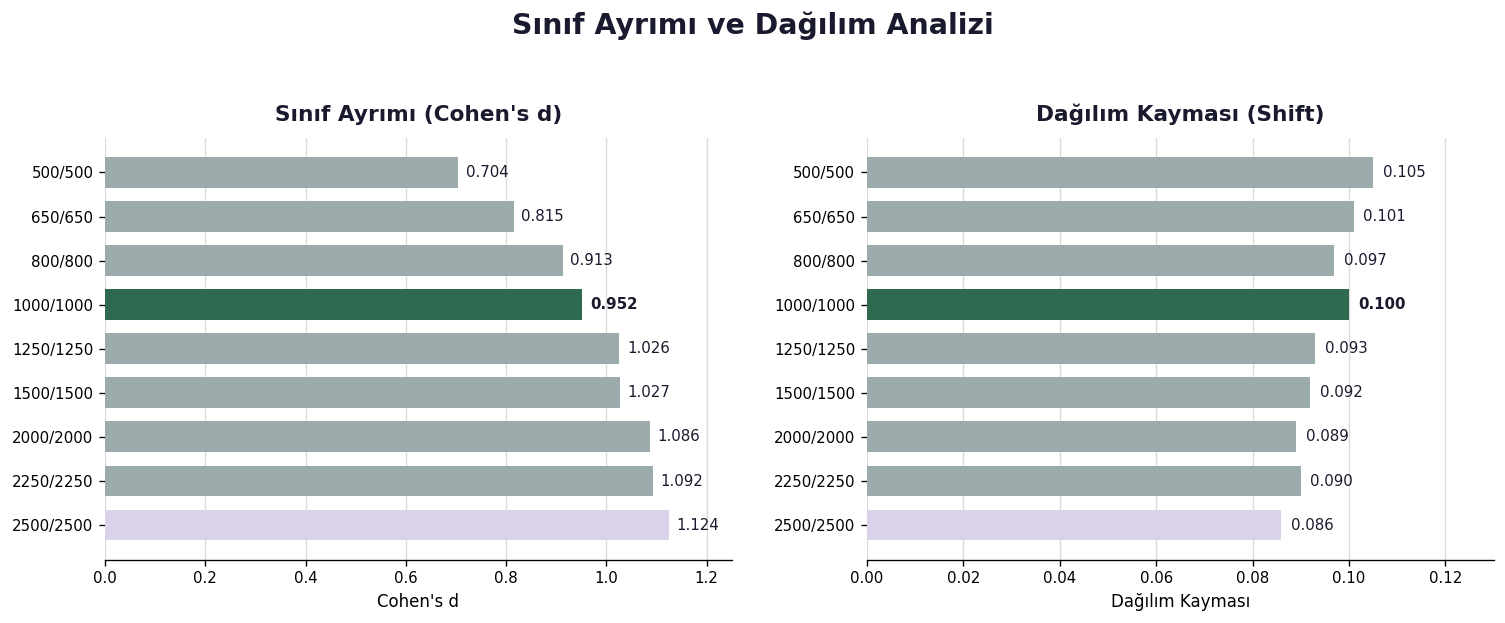 Sınıf Ayrımı ve Dağılım Analizi
Sınıf Ayrımı (Cohen's d)
500/500 0.704
650/650 0.815
800/800 0.913
1000/1000 0.952
1250/1250 1.026
1500/1500 1.027
2000/2000 1.086
2250/2250 1.092
2500/2500 1.124
0.0 0.2 0.4 0.6 0.8 1.0 1.2
Cohen's d
Dağılım Kayması (Shift)
500/500 0.105
650/650 0.101
800/800 0.097
1000/1000 0.100
1250/1250 0.093
1500/1500 0.092
2000/2000 0.089
2250/2250 0.090
2500/2500 0.086
0.00 0.02 0.04 0.06 0.08 0.10 0.12
Dağılım Kayması